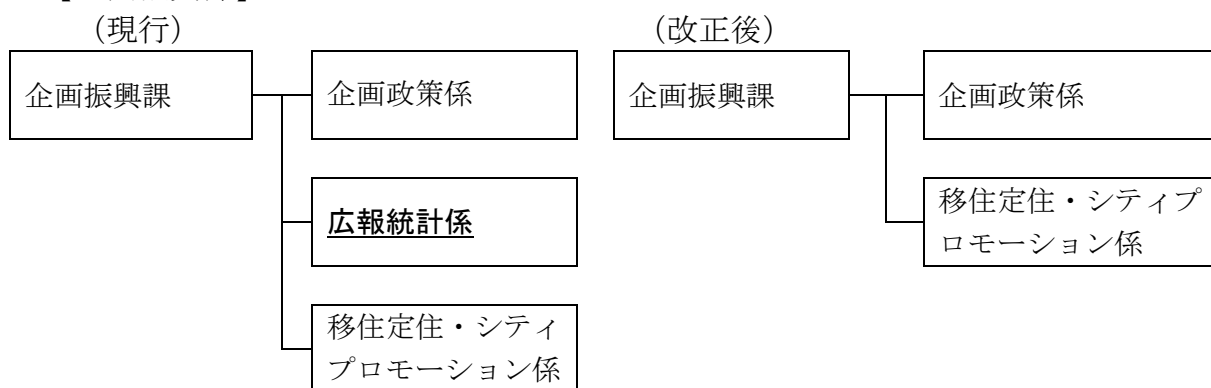 (現行)
企画振興課
企画政策係
広報統計係
移住定住・シティ
プロモーション係
(改正後)
企画振興課
企画政策係
移住定住・シティプ
ロモーション係